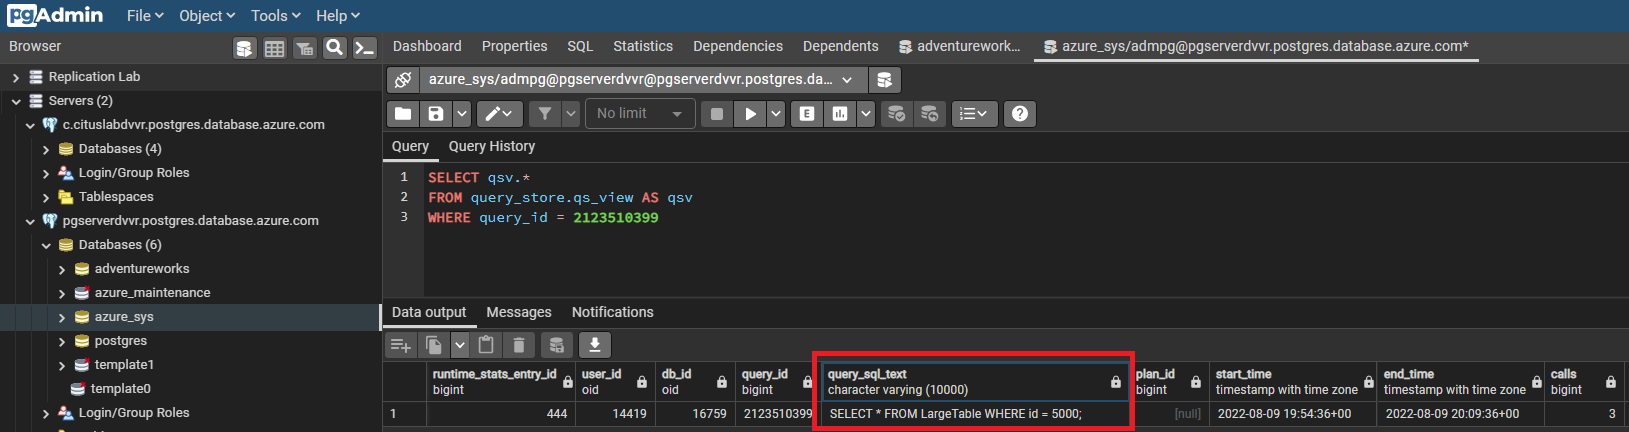 pgAdmin File Object Tools Help
Browser
Dashboard Properties SQL Statistics Dependencies Dependents adventurework... azure_sys/admpg@pgserverdvvr.postgres.database.azure.com*
Replication Lab
Servers (2)
c.cituslabdvvr.postgres.database.azure.com
Databases (4)
Login/Group Roles
Tablespaces
pgserverdvvr.postgres.database.azure.com
Databases (6)
adventureworks
azure_maintenance
azure_sys
postgres
template1
template0
Login/Group Roles
azure_sys/admpg@pgserverdvvr@pgserverdvvr.postgres.da...
No limit
E
Query Query History
1 SELECT qsv.*
2 FROM query_store.qs_view AS qsv
3 WHERE query_id = 2123510399
Data output Messages Notifications
runtime_stats_entry_id user_id db_id query_id query_sql_text plan_id start_time end_time calls
bigint oid oid bigint character varying (10000) bigint timestamp with time zone timestamp with time zone bigint
1 444 14419 16759 2123510399 SELECT * FROM LargeTable WHERE id = 5000; [null] 2022-08-09 19:54:36+00 2022-08-09 20:09:36+00 3